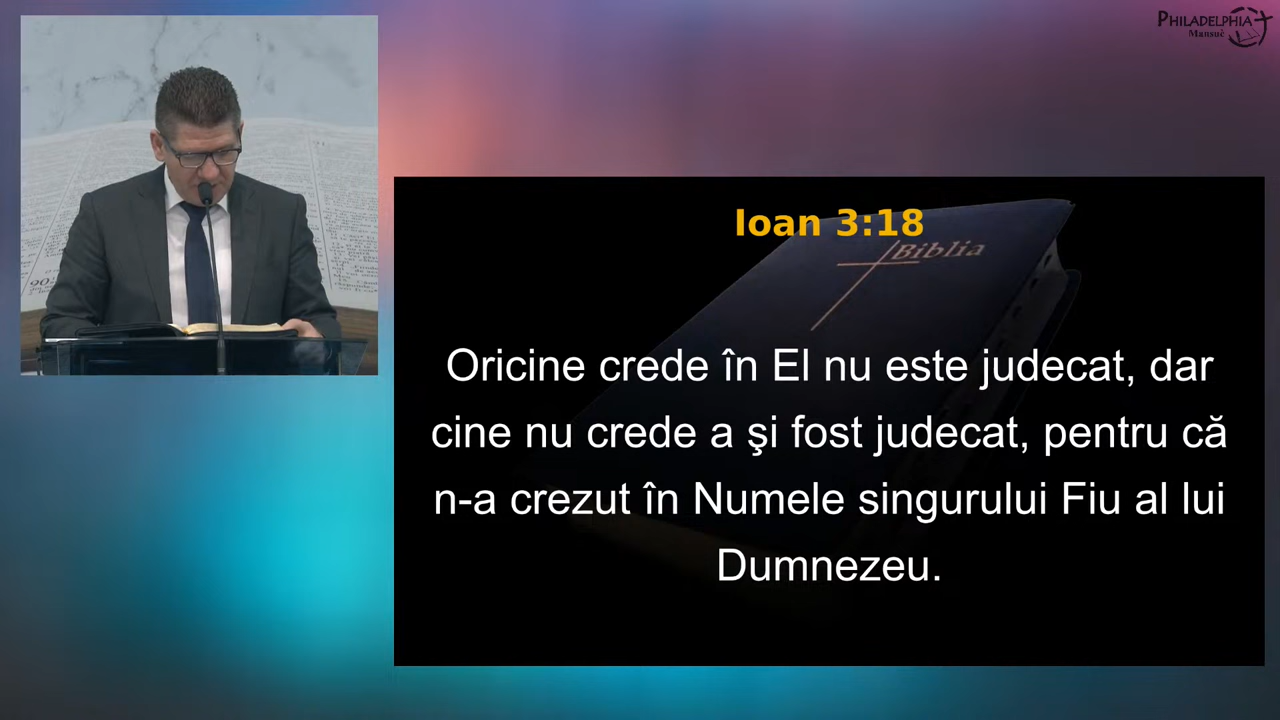 PHILADELPHIA
Mansuè
Ioan 3:18
Biblia
Oricine crede în El nu este judecat, dar
cine nu crede a şi fost judecat, pentru că
n-a crezut în Numele singurului Fiu al lui
Dumnezeu.